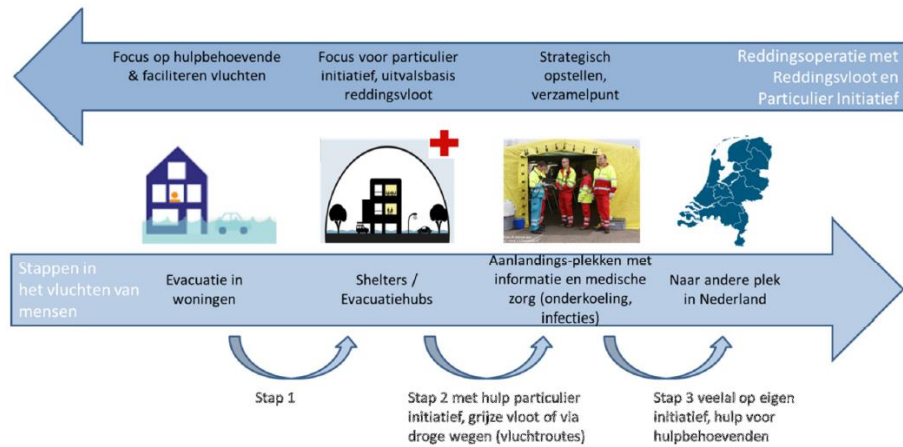 Focus op hulpbehoevende
& faciliteren vluchten
Focus voor particulier
initiatief, uitvalsbasis
reddingsvloot
Strategisch
opstellen,
verzamelpunt
Reddingsoperatie met
Reddingsvloot en
Particulier Initiatief
Stappen in
het vluchten van
mensen
Evacuatie in
woningen
Shelters /
Evacuatiehubs
Aanlandings-plekken met
informatie en medische
zorg (onderkoeling,
infecties)
Naar andere plek
in Nederland
Stap 1
Stap 2 met hulp particulier
initiatief, grijze vloot of via
droge wegen (vluchtroutes)
Stap 3 veelal op eigen
initiatief, hulp voor
hulpbehoevenden